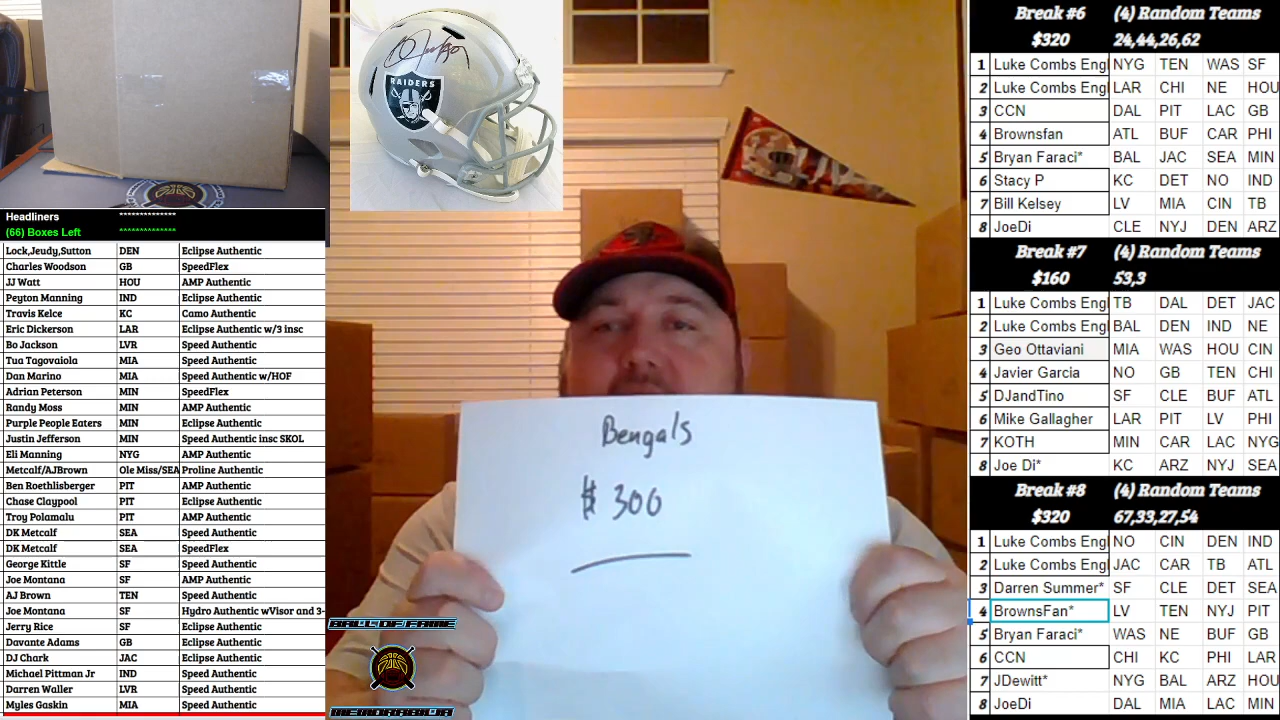 RAIDERS
Headliners **************
(66) Boxes Left **************
Lock,Jeudy,Sutton DEN Eclipse Authentic
Charles Woodson GB SpeedFlex
JJ Watt HOU AMP Authentic
Peyton Manning IND Eclipse Authentic
Travis Kelce KC Camo Authentic
Eric Dickerson LAR Eclipse Authentic w/3 insc
Bo Jackson LVR Speed Authentic
Tua Tagovaiola MIA Speed Authentic
Dan Marino MIA Speed Authentic w/HOF
Adrian Peterson MIN SpeedFlex
Randy Moss MIN AMP Authentic
Purple People Eaters MIN Eclipse Authentic
Justin Jefferson MIN Speed Authentic insc SKOL
Eli Manning NYG AMP Authentic
Metcalf/AJBrown Ole Miss/SEA Proline Authentic
Ben Roethlisberger PIT AMP Authentic
Chase Claypool PIT Eclipse Authentic
Troy Polamalu PIT AMP Authentic
DK Metcalf SEA Speed Authentic
DK Metcalf SEA SpeedFlex
George Kittle SF Speed Authentic
Joe Montana SF AMP Authentic
AJ Brown TEN Speed Authentic
Joe Montana SF Hydro Authentic wVisor and 3-
Jerry Rice SF Eclipse Authentic
Davante Adams GB Eclipse Authentic
DJ Chark JAC Eclipse Authentic
Michael Pittman Jr IND Speed Authentic
Darren Waller LVR Speed Authentic
Myles Gaskin MIA Speed Authentic
Bengals
$ 300
BALL OF FAME
MEMORABILIA
Break #6 (4) Random Teams
$320 24,44,26,62
1 Luke Combs Engl NYG TEN WAS SF
2 Luke Combs Engl LAR CHI NE HOU
3 CCN DAL PIT LAC GB
4 Brownsfan ATL BUF CAR PHI
5 Bryan Faraci* BAL JAC SEA MIN
6 Stacy P KC DET NO IND
7 Bill Kelsey LV MIA CIN TB
8 JoeDi CLE NYJ DEN ARZ
Break #7 (4) Random Teams
$160 53,3
1 Luke Combs Engl TB DAL DET JAC
2 Luke Combs Engl BAL DEN IND NE
3 Geo Ottaviani MIA WAS HOU CIN
4 Javier Garcia NO GB TEN CHI
5 DJandTino SF CLE BUF ATL
6 Mike Gallagher LAR PIT LV PHI
7 KOTH MIN CAR LAC NYG
8 Joe Di* KC ARZ NYJ SEA
Break #8 (4) Random Teams
$320 67,33,27,54
1 Luke Combs Engl NO CIN DEN IND
2 Luke Combs Engl JAC CAR TB ATL
3 Darren Summer* SF CLE DET SEA
4 BrownsFan* LV TEN NYJ PIT
5 Bryan Faraci* WAS NE BUF GB
6 CCN CHI KC PHI LAR
7 JDewitt* NYG BAL ARZ HOU
8 JoeDi DAL MIA LAC MIN